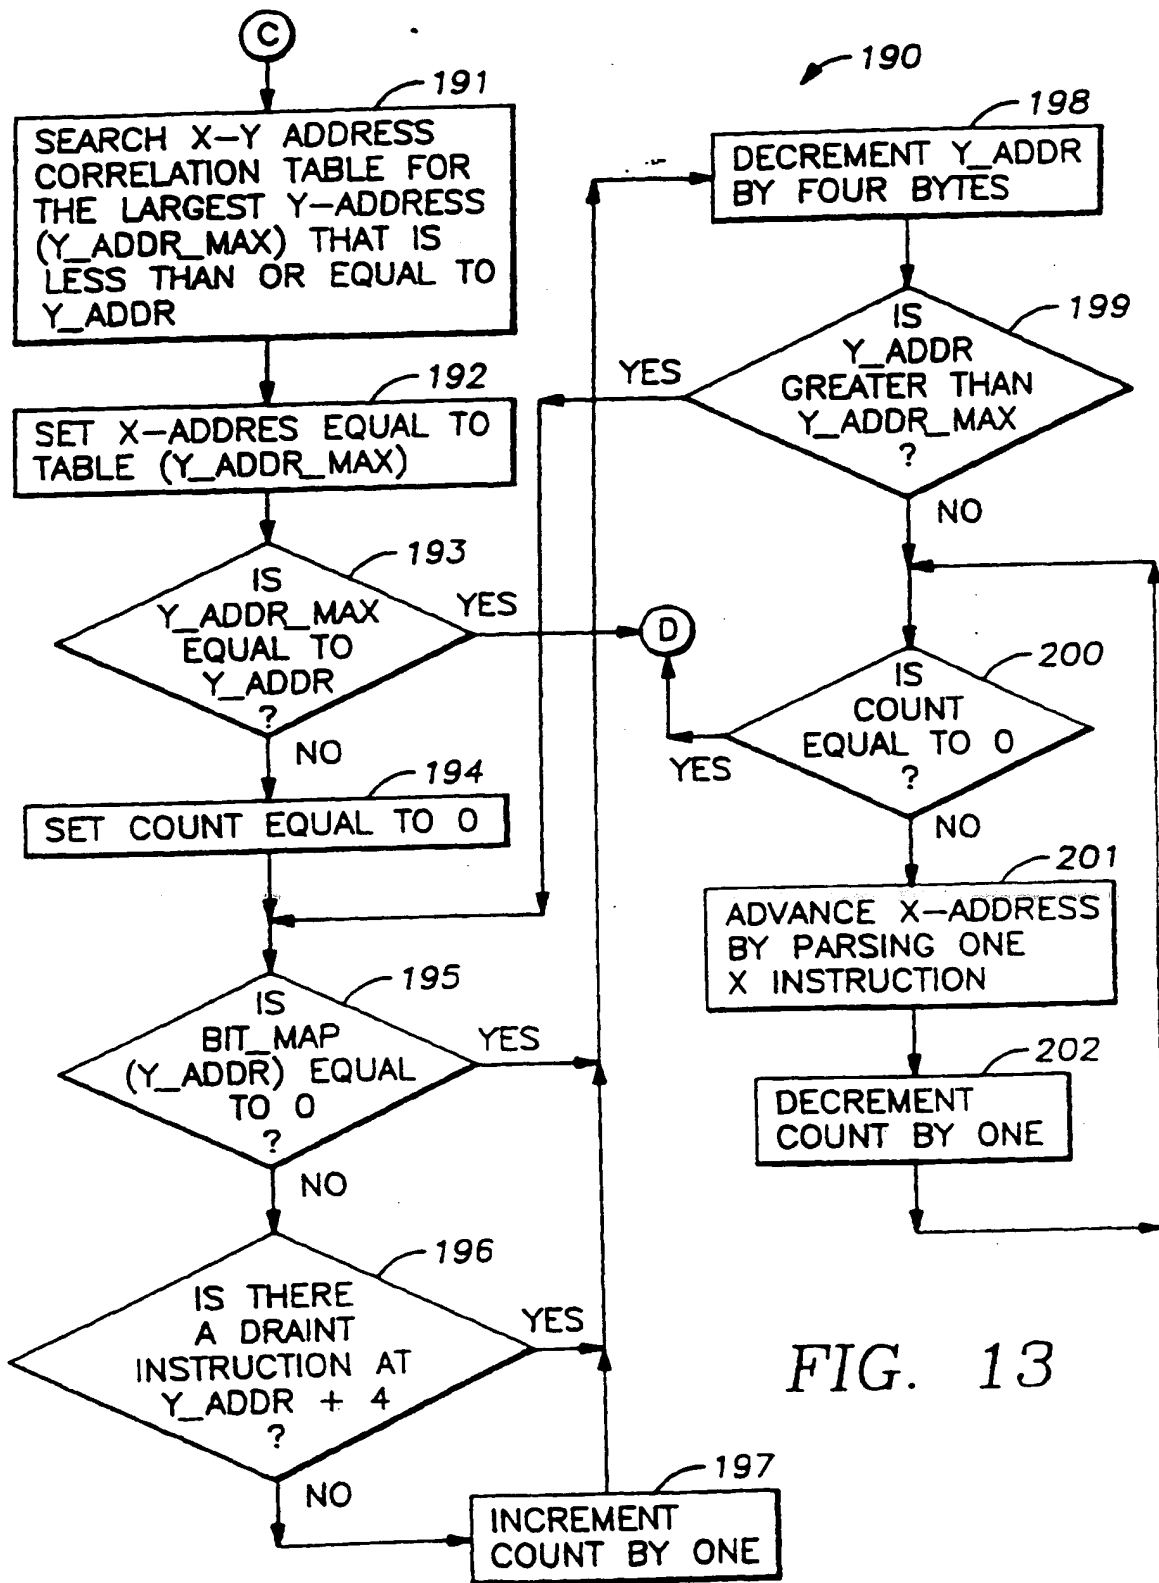 C
191
SEARCH X-Y ADDRESS
CORRELATION TABLE FOR
THE LARGEST Y-ADDRESS
(Y_ADDR_MAX) THAT IS
LESS THAN OR EQUAL TO
Y_ADDR
192
SET X-ADDRES EQUAL TO
TABLE (Y_ADDR_MAX)
193
IS
Y_ADDR_MAX
EQUAL TO
Y_ADDR
?
YES
D
NO
194
SET COUNT EQUAL TO 0
195
IS
BIT_MAP
(Y_ADDR) EQUAL
TO 0
?
YES
NO
196
IS THERE
A DRAINT
INSTRUCTION AT
Y_ADDR + 4
?
YES
NO
197
INCREMENT
COUNT BY ONE
190
198
DECREMENT Y_ADDR
BY FOUR BYTES
199
IS
Y_ADDR
GREATER THAN
Y_ADDR_MAX
?
YES
NO
200
IS
COUNT
EQUAL TO 0
?
YES
NO
201
ADVANCE X-ADDRESS
BY PARSING ONE
X INSTRUCTION
202
DECREMENT
COUNT BY ONE
FIG. 13